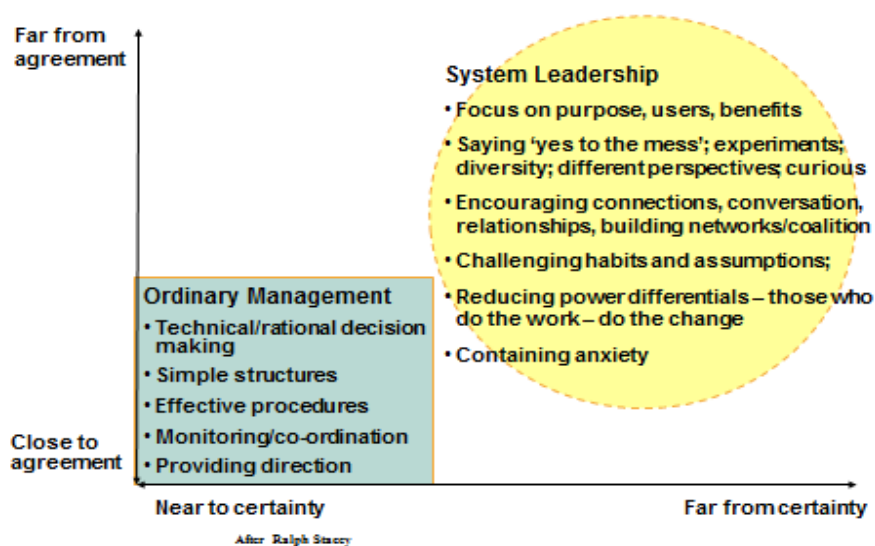 Far from
agreement
System Leadership
• Focus on purpose, users, benefits
• Saying 'yes to the mess'; experiments;
diversity; different perspectives; curious
• Encouraging connections, conversation,
relationships, building networks/coalition
• Challenging habits and assumptions;
• Reducing power differentials – those who
do the work – do the change
• Containing anxiety
Ordinary Management
• Technical/rational decision
making
• Simple structures
• Effective procedures
• Monitoring/co-ordination
• Providing direction
Close to
agreement
Near to certainty
Far from certainty
After Ralph Stacey